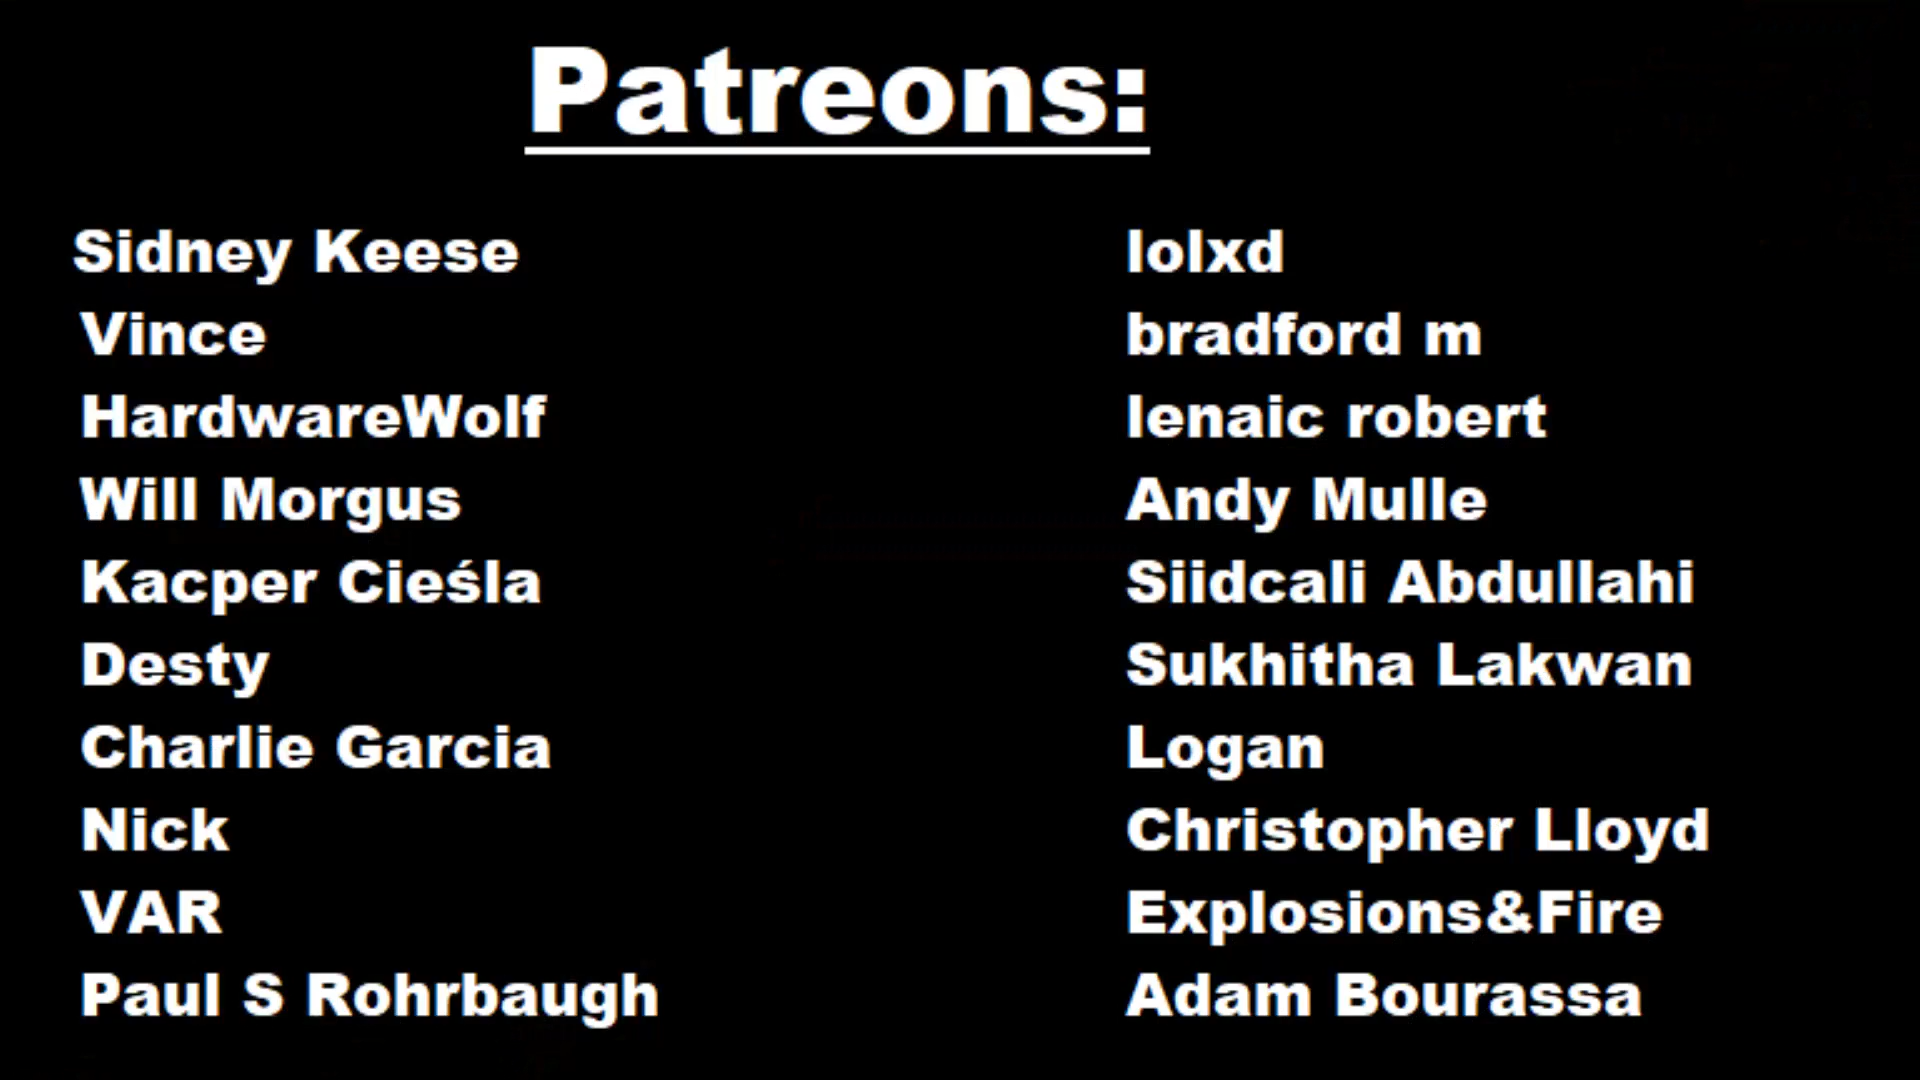 Patreons:
Sidney Keese
Vince
HardwareWolf
Will Morgus
Kacper Cieśla
Desty
Charlie Garcia
Nick
VAR
Paul S Rohrbaugh
lolxd
bradford m
lenaic robert
Andy Mulle
Siidcali Abdullahi
Sukhitha Lakwan
Logan
Christopher Lloyd
Explosions&Fire
Adam Bourassa